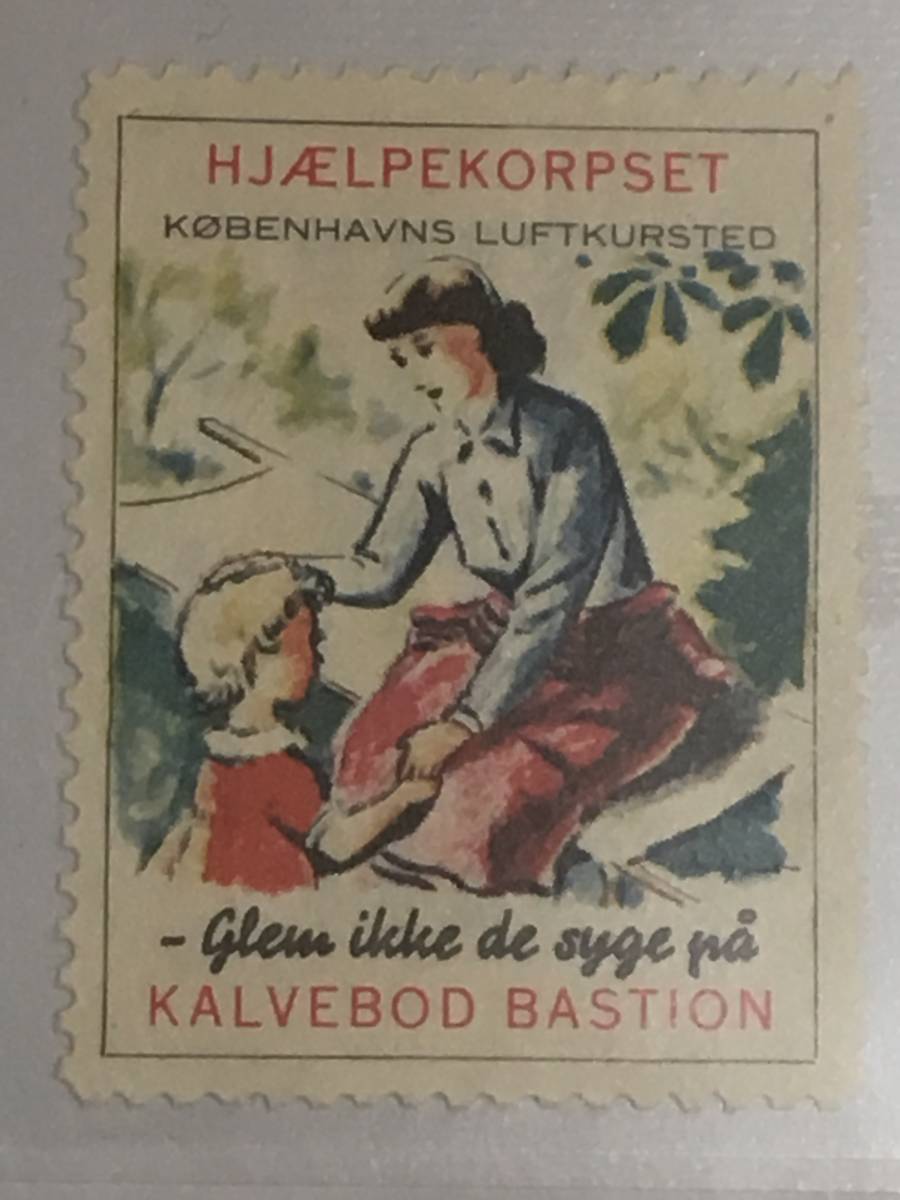 HJÆLPEKORPSET
KØBENHAVNS LUFTKURSTED
- Glem ikke de syge på
KALVEBOD BASTION